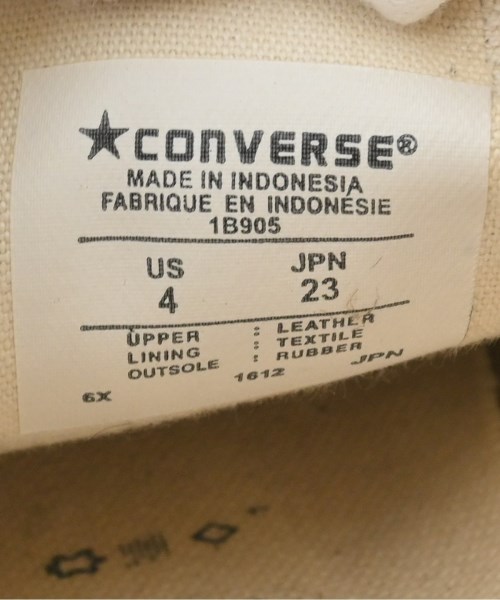 ★CONVERSE®
MADE IN INDONESIA
FABRIQUE EN INDONESIE
1B905
US JPN
4 23
UPPER : LEATHER
LINING : TEXTILE
OUTSOLE : RUBBER
6X 1612 JPN